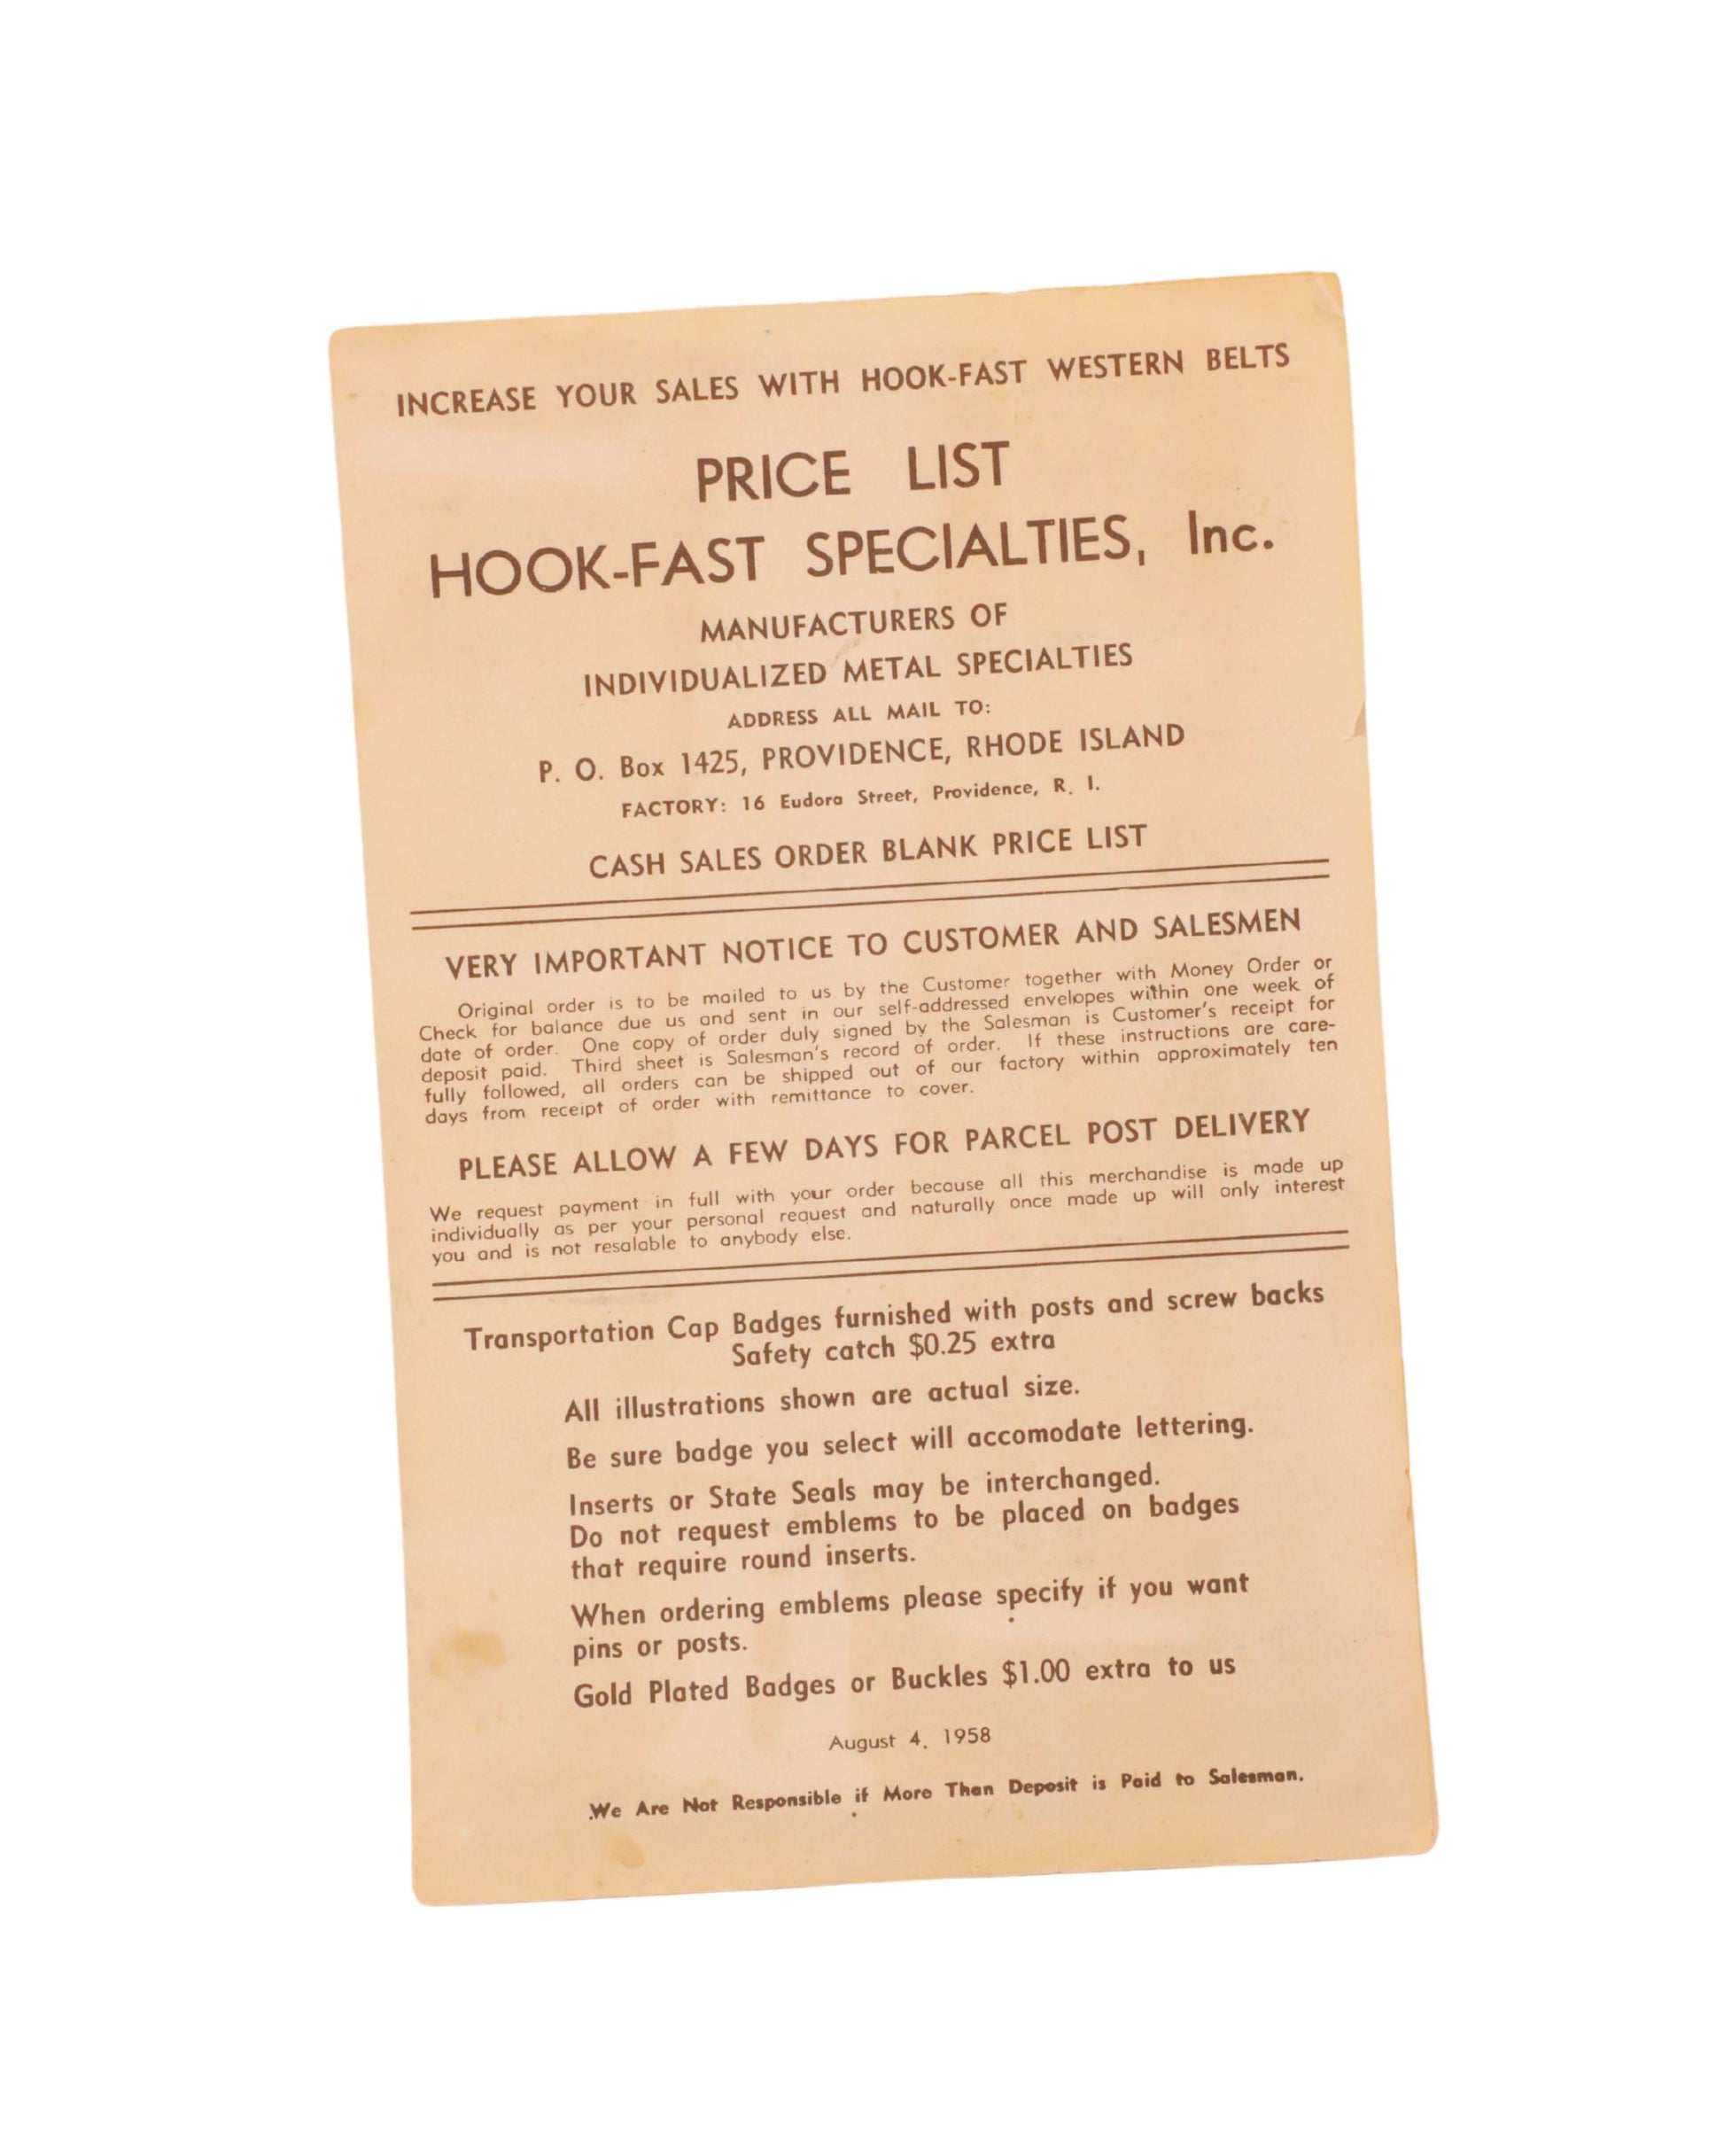 INCREASE YOUR SALES WITH HOOK-FAST WESTERN BELTS
PRICE LIST
HOOK-FAST SPECIALTIES, Inc.
MANUFACTURERS OF
INDIVIDUALIZED METAL SPECIALTIES
ADDRESS ALL MAIL TO:
P. O. Box 1425, PROVIDENCE, RHODE ISLAND
FACTORY: 16 Eudora Street, Providence, R. I.
CASH SALES ORDER BLANK PRICE LIST
VERY IMPORTANT NOTICE TO CUSTOMER AND SALESMEN
Original order is to be mailed to us by the Customer together with Money Order or
Check for balance due us and sent in our self-addressed envelopes within one week of
date of order. One copy of order duly signed by the Salesman is Customer's receipt for
deposit paid. Third sheet is Salesman's record of order. If these instructions are care-
fully followed, all orders can be shipped out of our factory within approximately ten
days from receipt of order with remittance to cover.
PLEASE ALLOW A FEW DAYS FOR PARCEL POST DELIVERY
We request payment in full with your order because all this merchandise is made up
individually as per your personal request and naturally once made up will only interest
you and is not resalable to anybody else.
Transportation Cap Badges furnished with posts and screw backs
Safety catch $0.25 extra
All illustrations shown are actual size.
Be sure badge you select will accomodate lettering.
Inserts or State Seals may be interchanged.
Do not request emblems to be placed on badges
that require round inserts.
When ordering emblems please specify if you want
pins or posts.
Gold Plated Badges or Buckles $1.00 extra to us
August 4, 1958
We Are Not Responsible if More Than Deposit is Paid to Salesman.